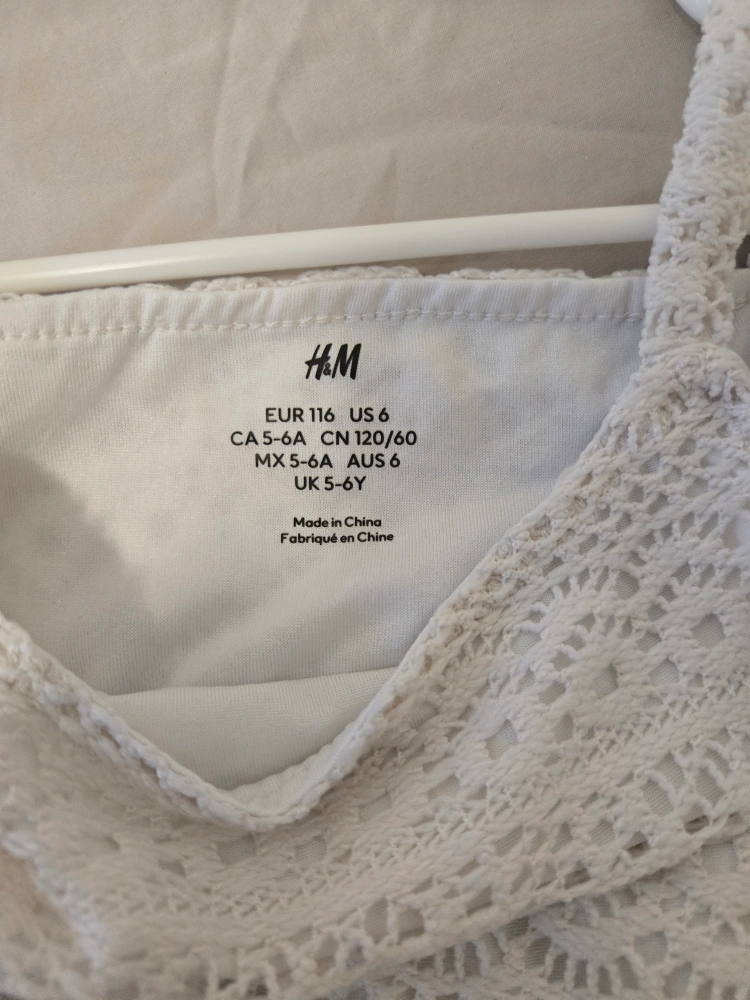 H&M
EUR 116 US 6
CA 5-6A CN 120/60
MX 5-6A AUS 6
UK 5-6Y
Made in China
Fabriqué en Chine